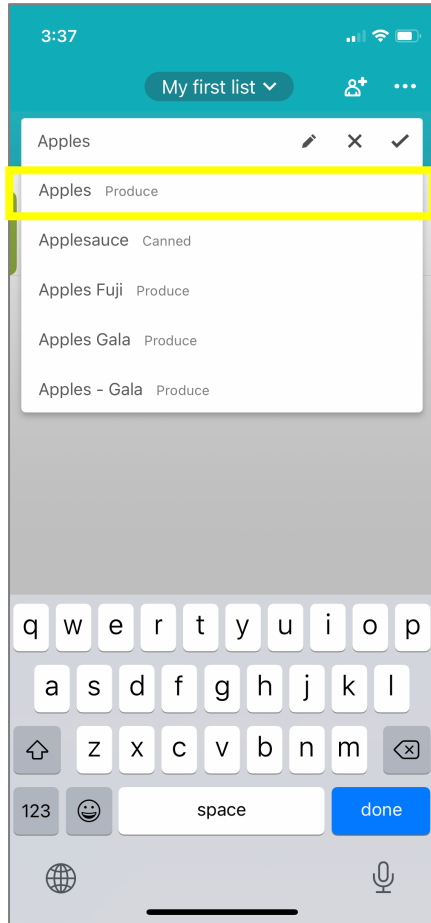 3:37
My first list
Apples
Apples Produce
Applesauce Canned
Apples Fuji Produce
Apples Gala Produce
Apples - Gala Produce
q w e r t y u i o p
a s d f g h j k l
z x c v b n m
123 space done